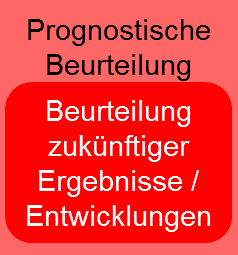 Prognostische
Beurteilung
Beurteilung
zukünftiger
Ergebnisse /
Entwicklungen